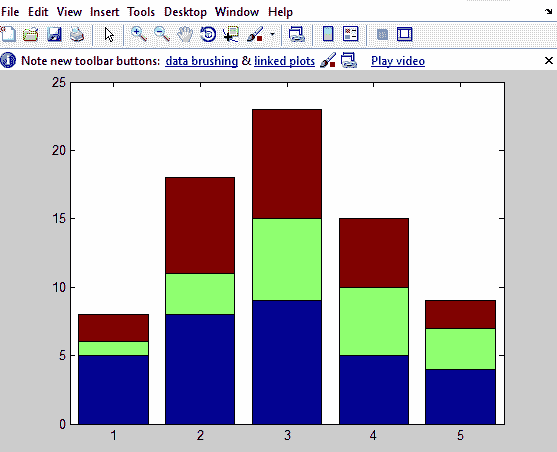 File Edit View Insert Tools Desktop Window Help
Note new toolbar buttons: data brushing & linked plots Play video
25
20
15
10
5
0
1 2 3 4 5